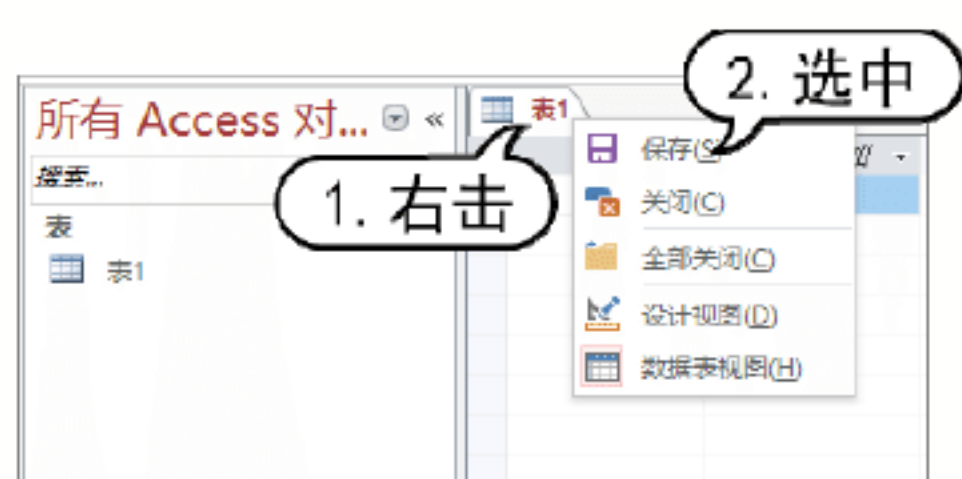 2. 选中
所有 Access 对... «
表1
保存(S)
搜索...
1. 右击
关闭(C)
表
全部关闭(C)
表1
设计视图(D)
数据表视图(H)